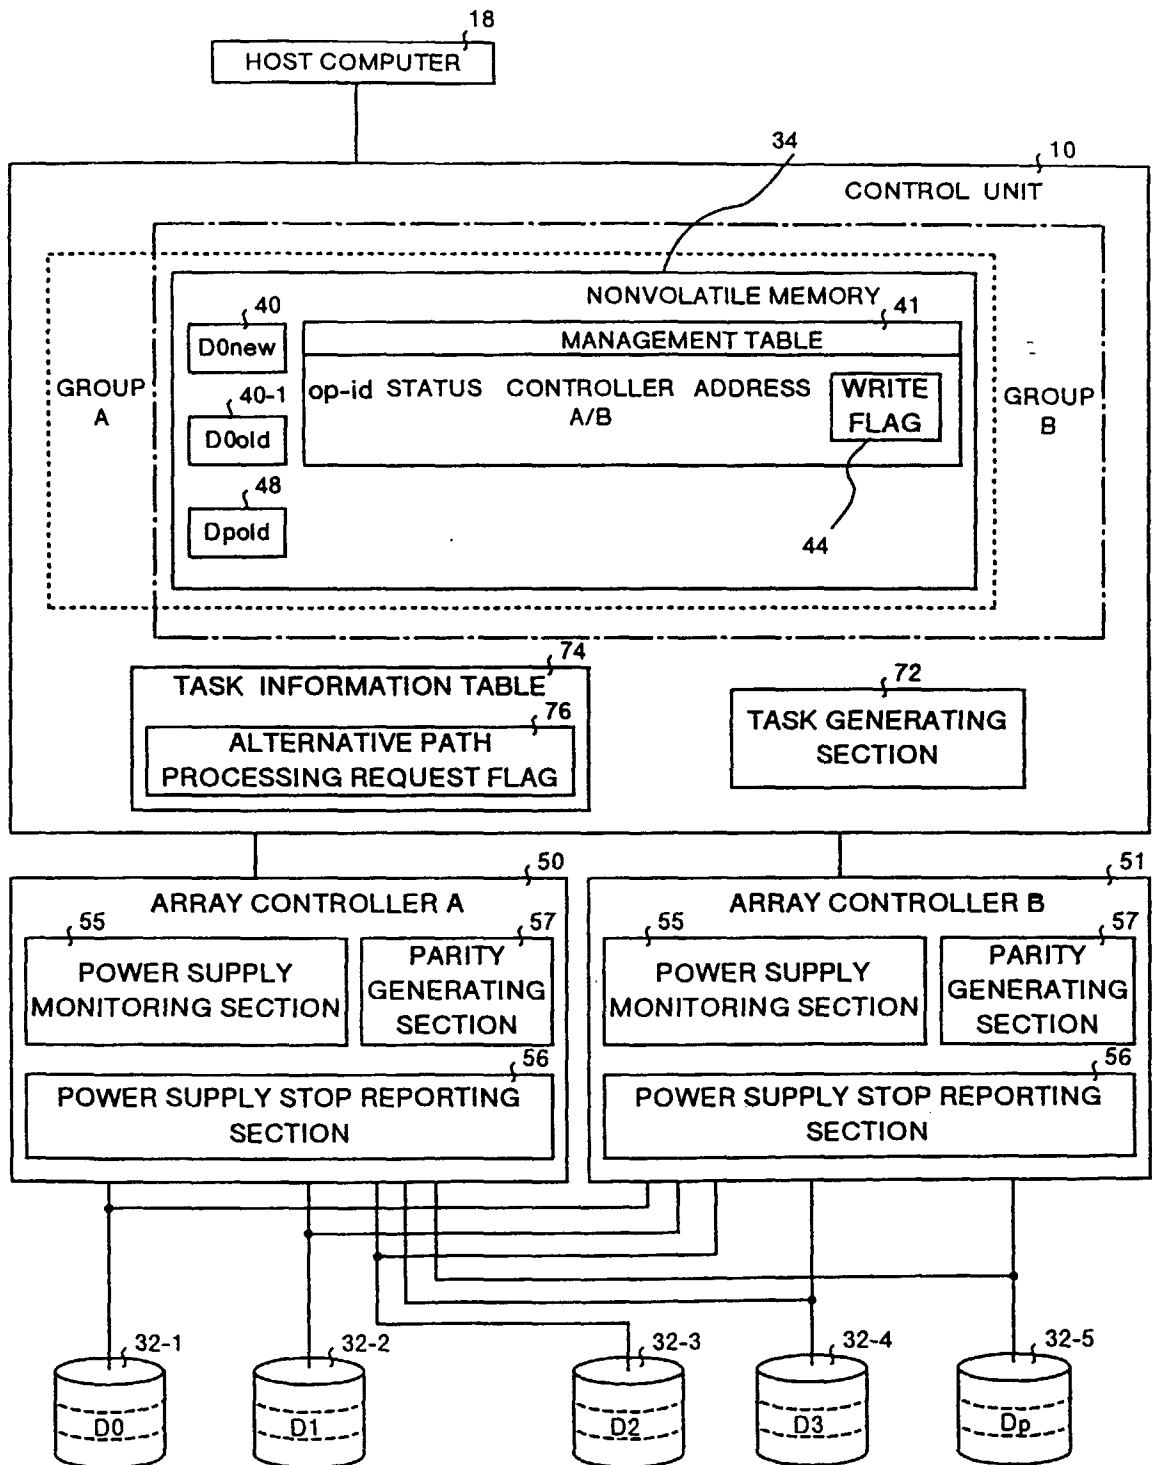 18
HOST COMPUTER
34
10
CONTROL UNIT
NONVOLATILE MEMORY
40
41
D0new
MANAGEMENT TABLE
GROUP
A
40-1
op-id STATUS CONTROLLER ADDRESS
A/B
WRITE
FLAG
GROUP
B
D0old
48
Dpold
44
74
TASK INFORMATION TABLE
76
ALTERNATIVE PATH
PROCESSING REQUEST FLAG
72
TASK GENERATING
SECTION
50
ARRAY CONTROLLER A
55
POWER SUPPLY
MONITORING SECTION
57
PARITY
GENERATING
SECTION
56
POWER SUPPLY STOP REPORTING
SECTION
51
ARRAY CONTROLLER B
55
POWER SUPPLY
MONITORING SECTION
57
PARITY
GENERATING
SECTION
56
POWER SUPPLY STOP REPORTING
SECTION
32-1
32-2
32-3
32-4
32-5
D0
D1
D2
D3
Dp